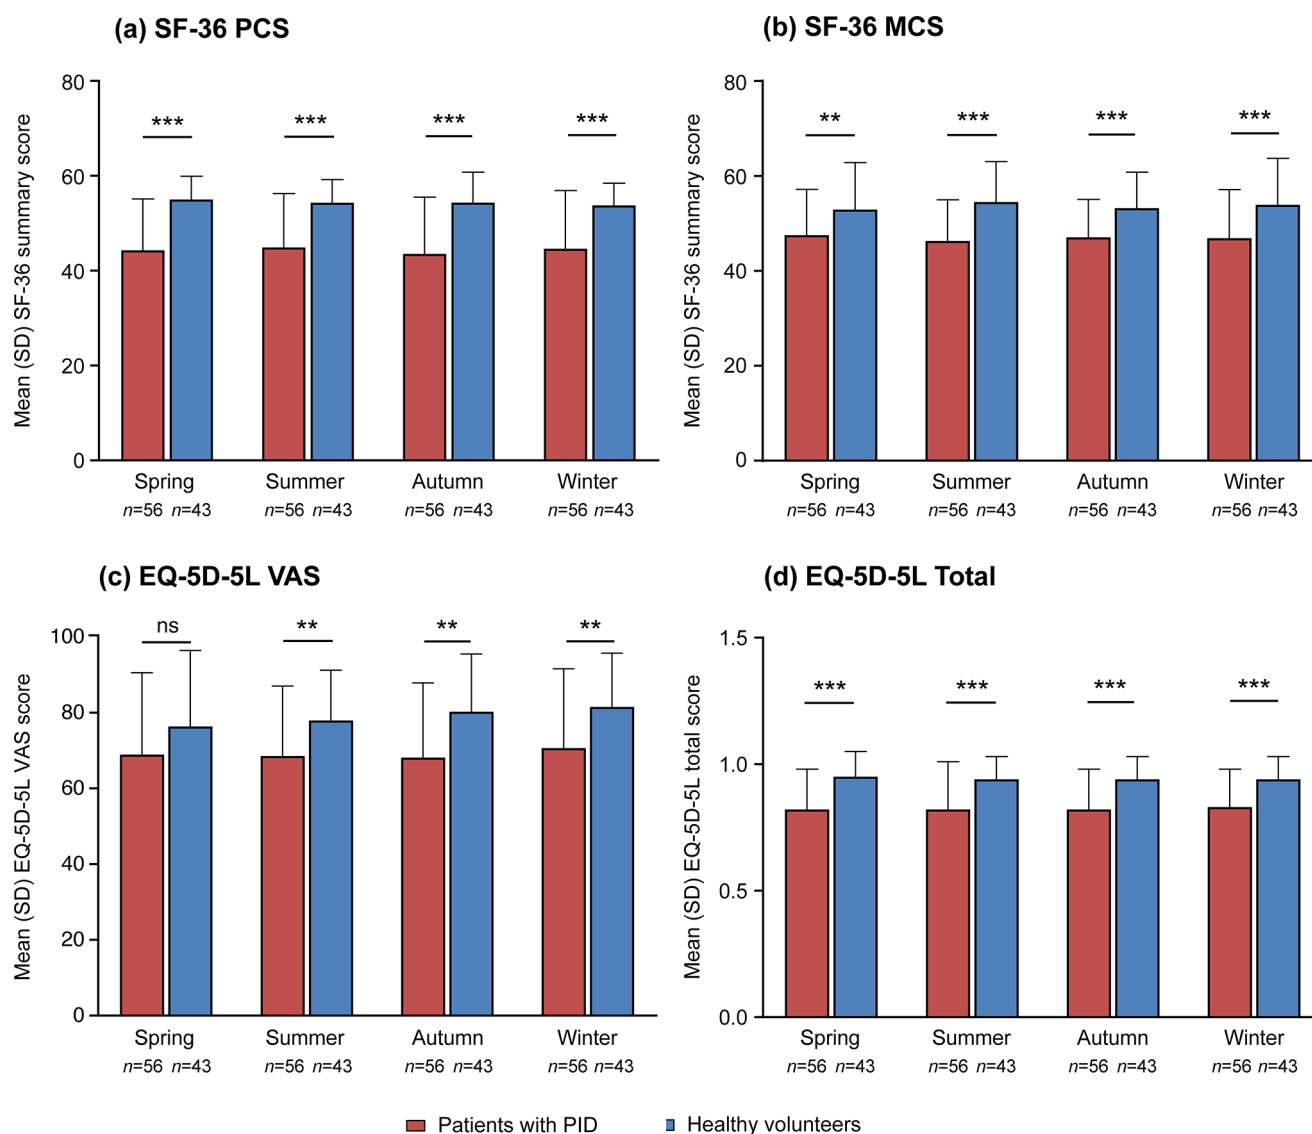 (a) SF-36 PCS
Mean (SD) SF-36 summary score
80
60
40
20
0
*** *** *** ***
Spring Summer Autumn Winter
n=56 n=43 n=56 n=43 n=56 n=43 n=56 n=43
(b) SF-36 MCS
Mean (SD) SF-36 summary score
80
60
40
20
0
** *** *** ***
Spring Summer Autumn Winter
n=56 n=43 n=56 n=43 n=56 n=43 n=56 n=43
(c) EQ-5D-5L VAS
Mean (SD) EQ-5D-5L VAS score
100
80
60
40
20
0
ns ** ** **
Spring Summer Autumn Winter
n=56 n=43 n=56 n=43 n=56 n=43 n=56 n=43
(d) EQ-5D-5L Total
Mean (SD) EQ-5D-5L total score
1.5
1.0
0.5
0.0
*** *** *** ***
Spring Summer Autumn Winter
n=56 n=43 n=56 n=43 n=56 n=43 n=56 n=43
Patients with PID Healthy volunteers